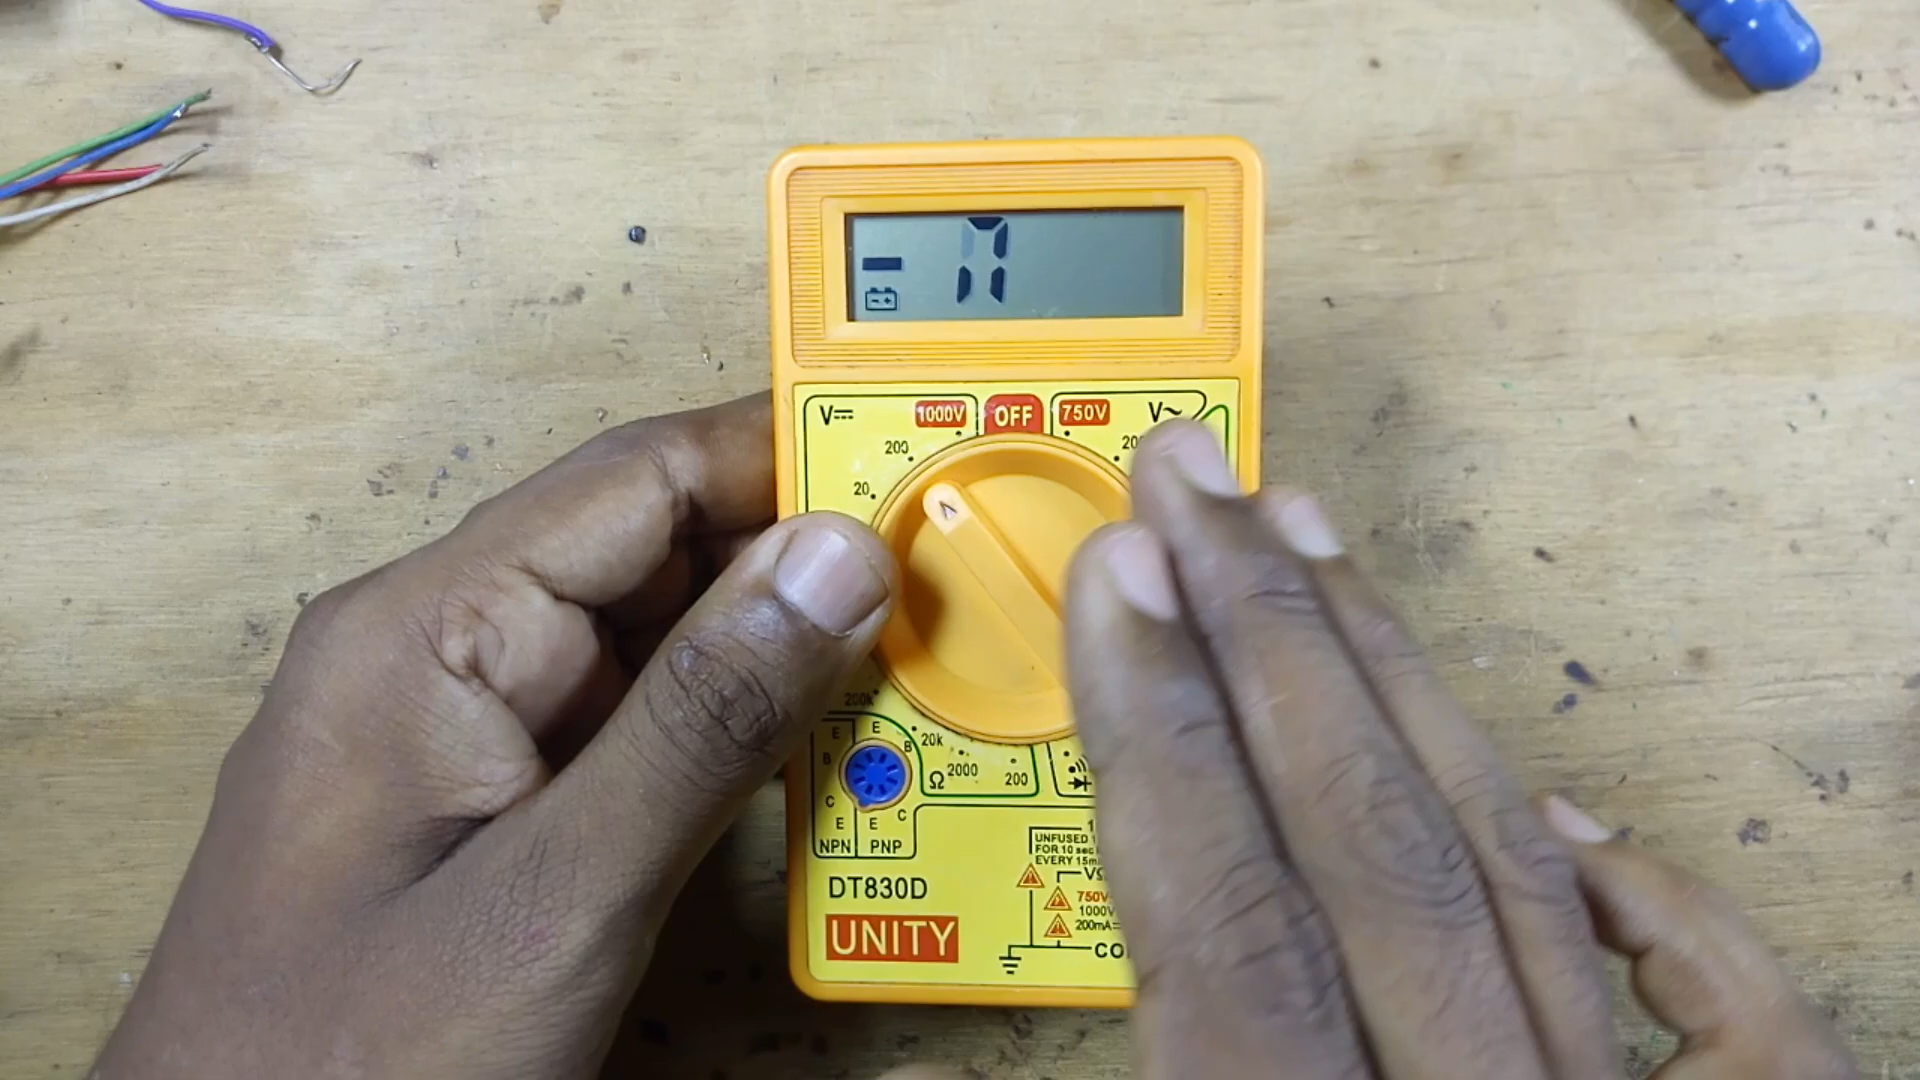 V⎓ 1000V OFF 750V V~
200
20
200k
20k
2000
200
Ω
E E
B B
C C
E E
NPN PNP
UNFUSED
FOR 10 sec
EVERY
DT830D
750V
1000V
200mA
UNITY